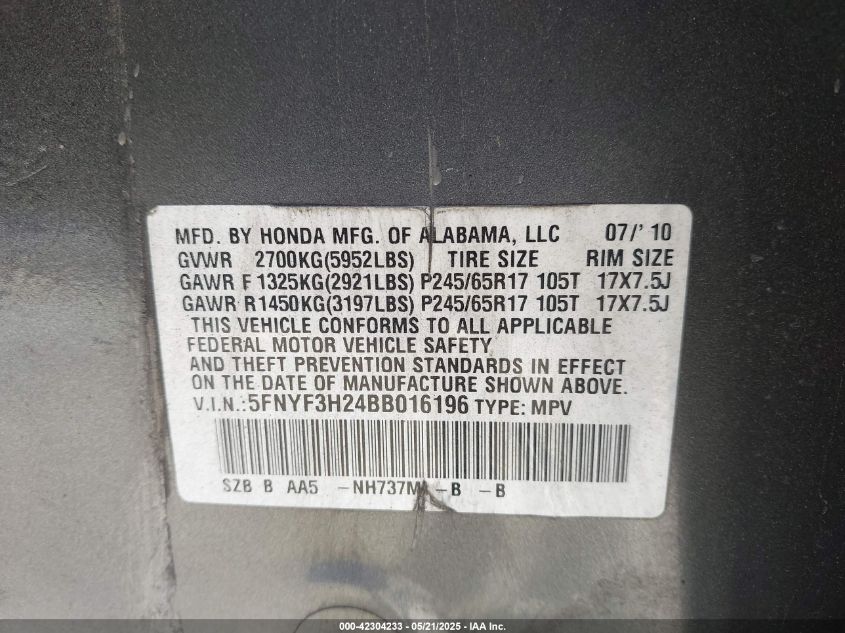 MFD. BY HONDA MFG. OF ALABAMA, LLC 07/' 10
GVWR 2700KG(5952LBS) TIRE SIZE RIM SIZE
GAWR F 1325KG(2921LBS) P245/65R17 105T 17X7.5J
GAWR R1450KG(3197LBS) P245/65R17 105T 17X7.5J
THIS VEHICLE CONFORMS TO ALL APPLICABLE
FEDERAL MOTOR VEHICLE SAFETY
AND THEFT PREVENTION STANDARDS IN EFFECT
ON THE DATE OF MANUFACTURE SHOWN ABOVE.
V.I.N.:5FNYF3H24BB016196 TYPE: MPV
SZB B AA5 -NH737M -B -B
000-42304233 - 05/21/2025 - IAA Inc.